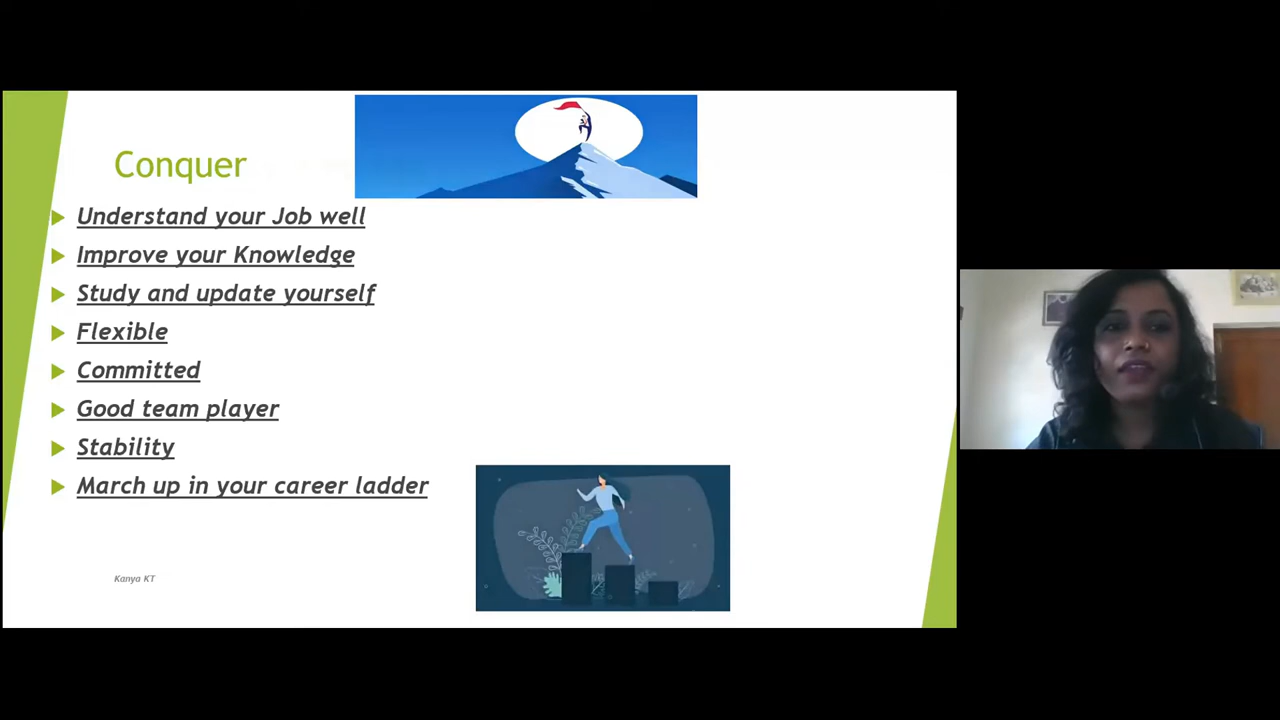 Conquer
Understand your Job well
Improve your Knowledge
Study and update yourself
Flexible
Committed
Good team player
Stability
March up in your career ladder
Kanya KT